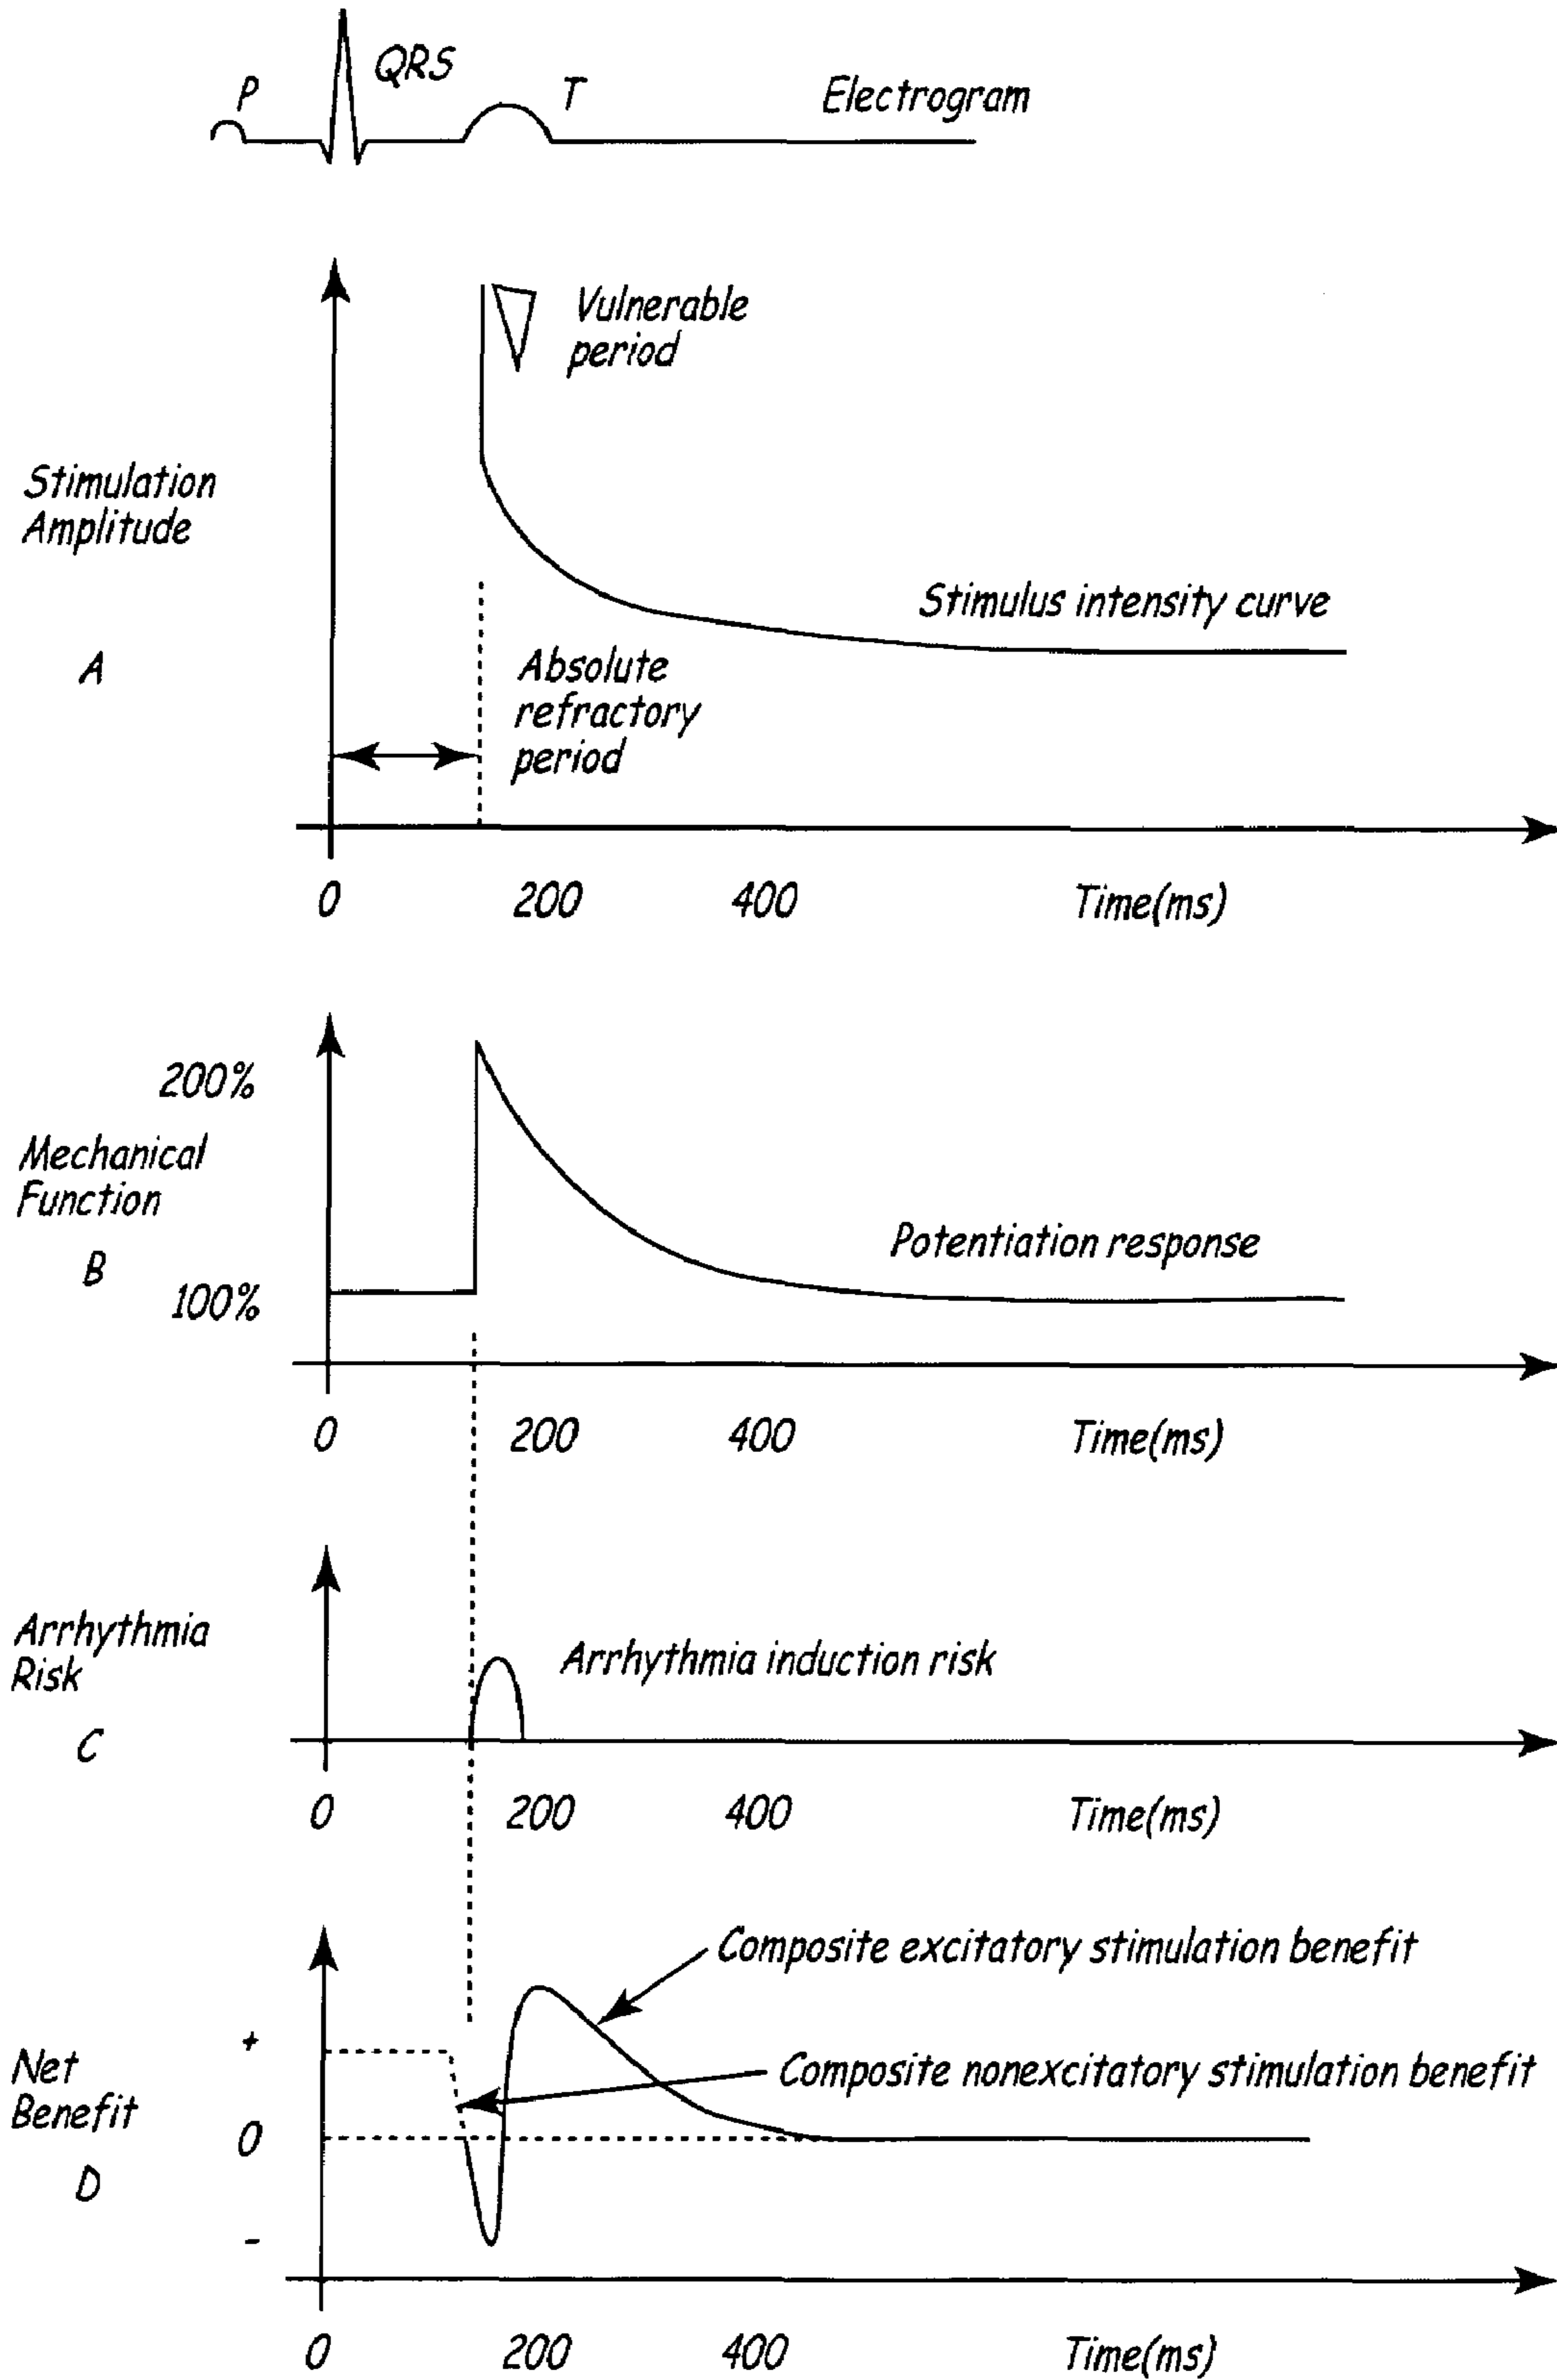 P
QRS
T
Electrogram
Vulnerable
period
Stimulation
Amplitude
A
Stimulus intensity curve
Absolute
refractory
period
0
200
400
Time(ms)
200%
Mechanical
Function
B
100%
Potentiation response
0
200
400
Time(ms)
Arrhythmia
Risk
C
Arrhythmia induction risk
0
200
400
Time(ms)
Composite excitatory stimulation benefit
+
Net
Benefit
D
Composite nonexcitatory stimulation benefit
0
-
0
200
400
Time(ms)